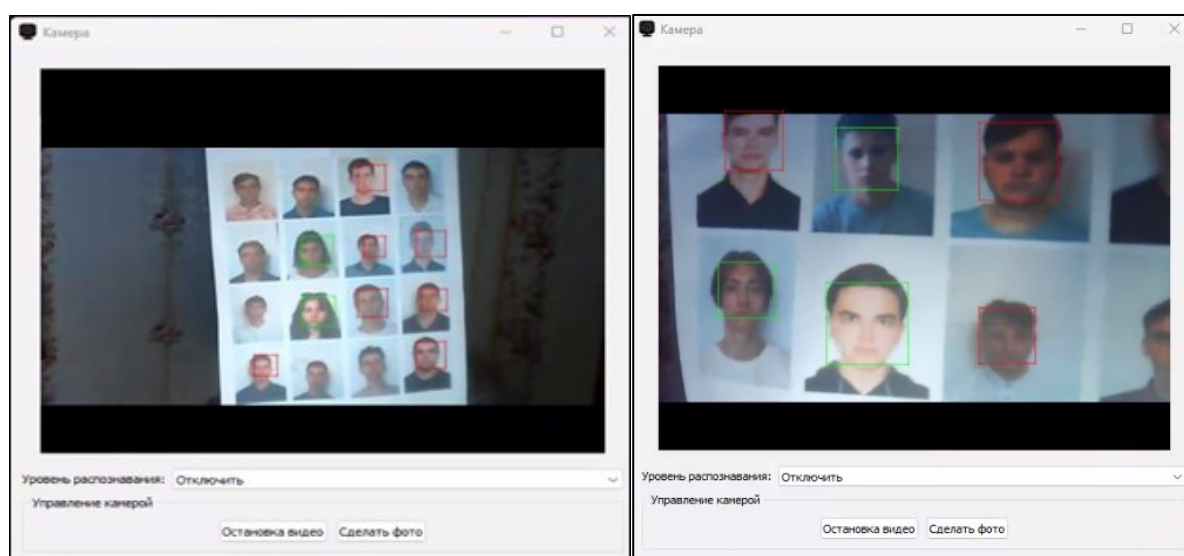 Камера
Уровень распознавания: Отключить
Управление камерой
Остановка видео Сделать фото
Камера
Уровень распознавания: Отключить
Управление камерой
Остановка видео Сделать фото